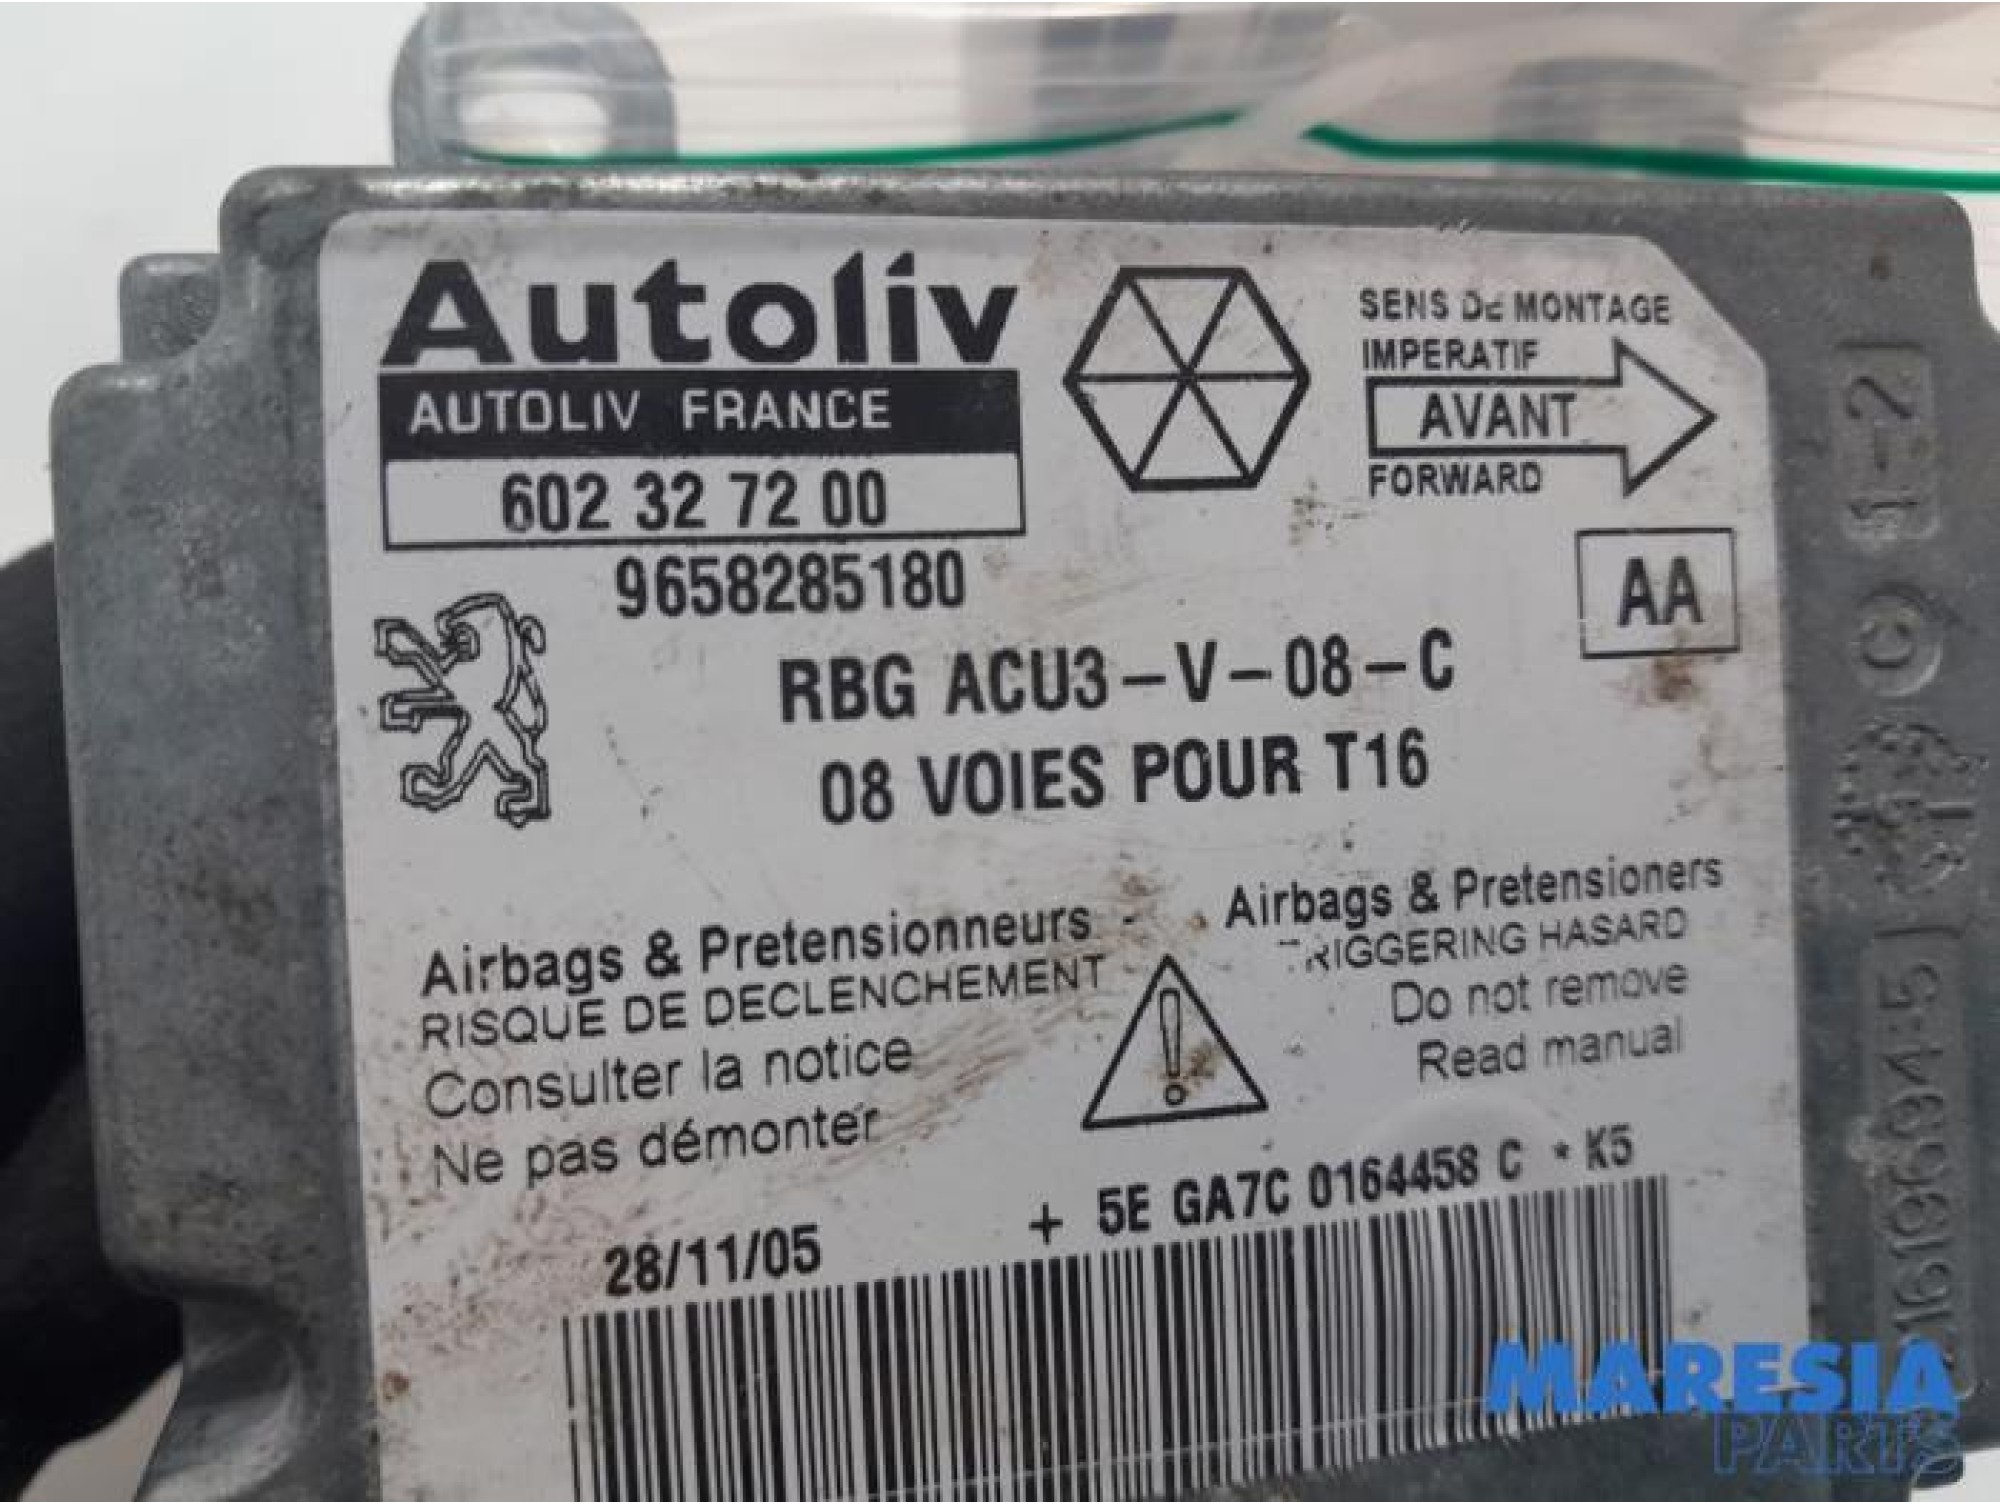 Autoliv
AUTOLIV FRANCE
602 32 72 00
9658285180
SENS DE MONTAGE
IMPERATIF
AVANT
FORWARD
AA
RBG ACU3-V-08-C
08 VOIES POUR T16
Airbags & Pretensionneurs -
RISQUE DE DECLENCHEMENT
Consulter la notice
Ne pas démonter
Airbags & Pretensioners
TRIGGERING HASARD
Do not remove
Read manual
28/11/05
+ 5E GA7C 0164458 C * K5
1-2
C
MARESIA
PARTS